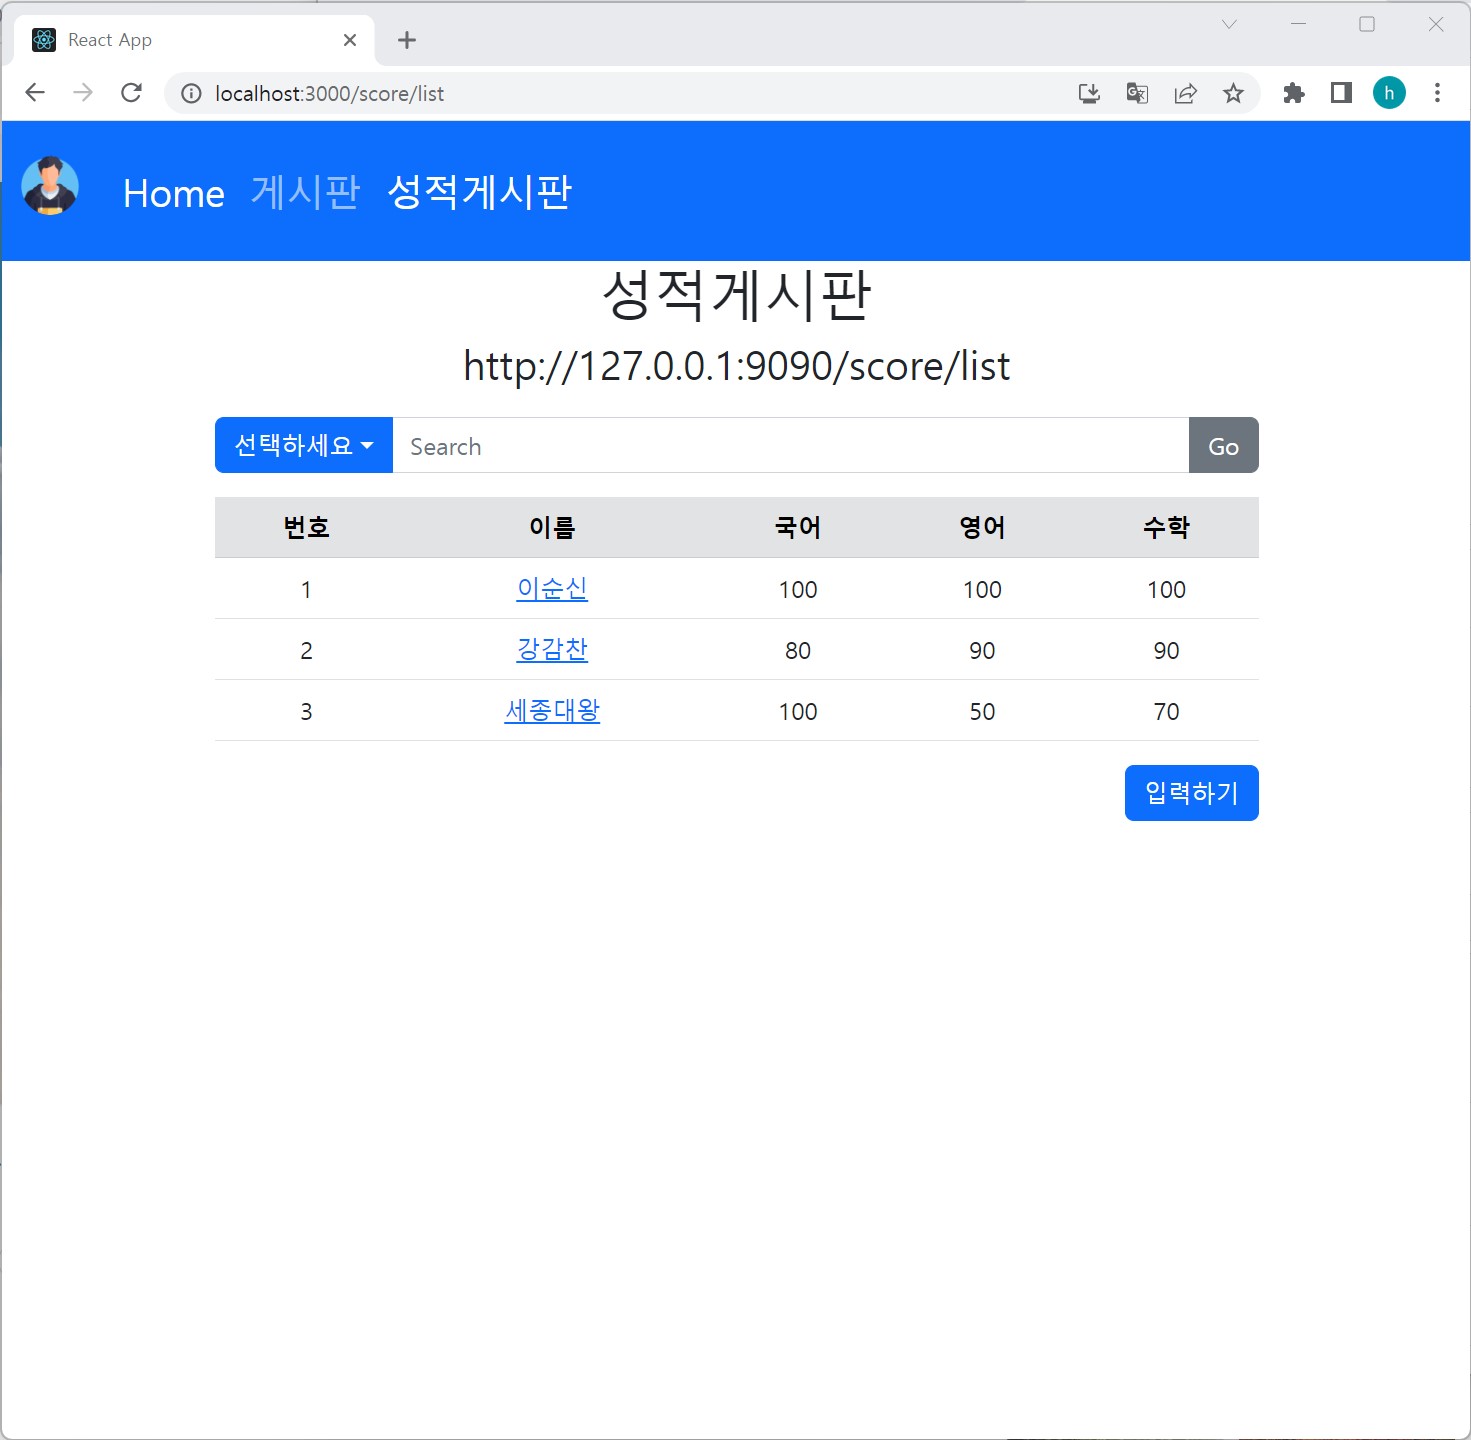 React App
localhost:3000/score/list
h
Home 게시판 성적게시판
성적게시판
http://127.0.0.1:9090/score/list
선택하세요 Search Go
번호 이름 국어 영어 수학
1 이순신 100 100 100
2 강감찬 80 90 90
3 세종대왕 100 50 70
입력하기